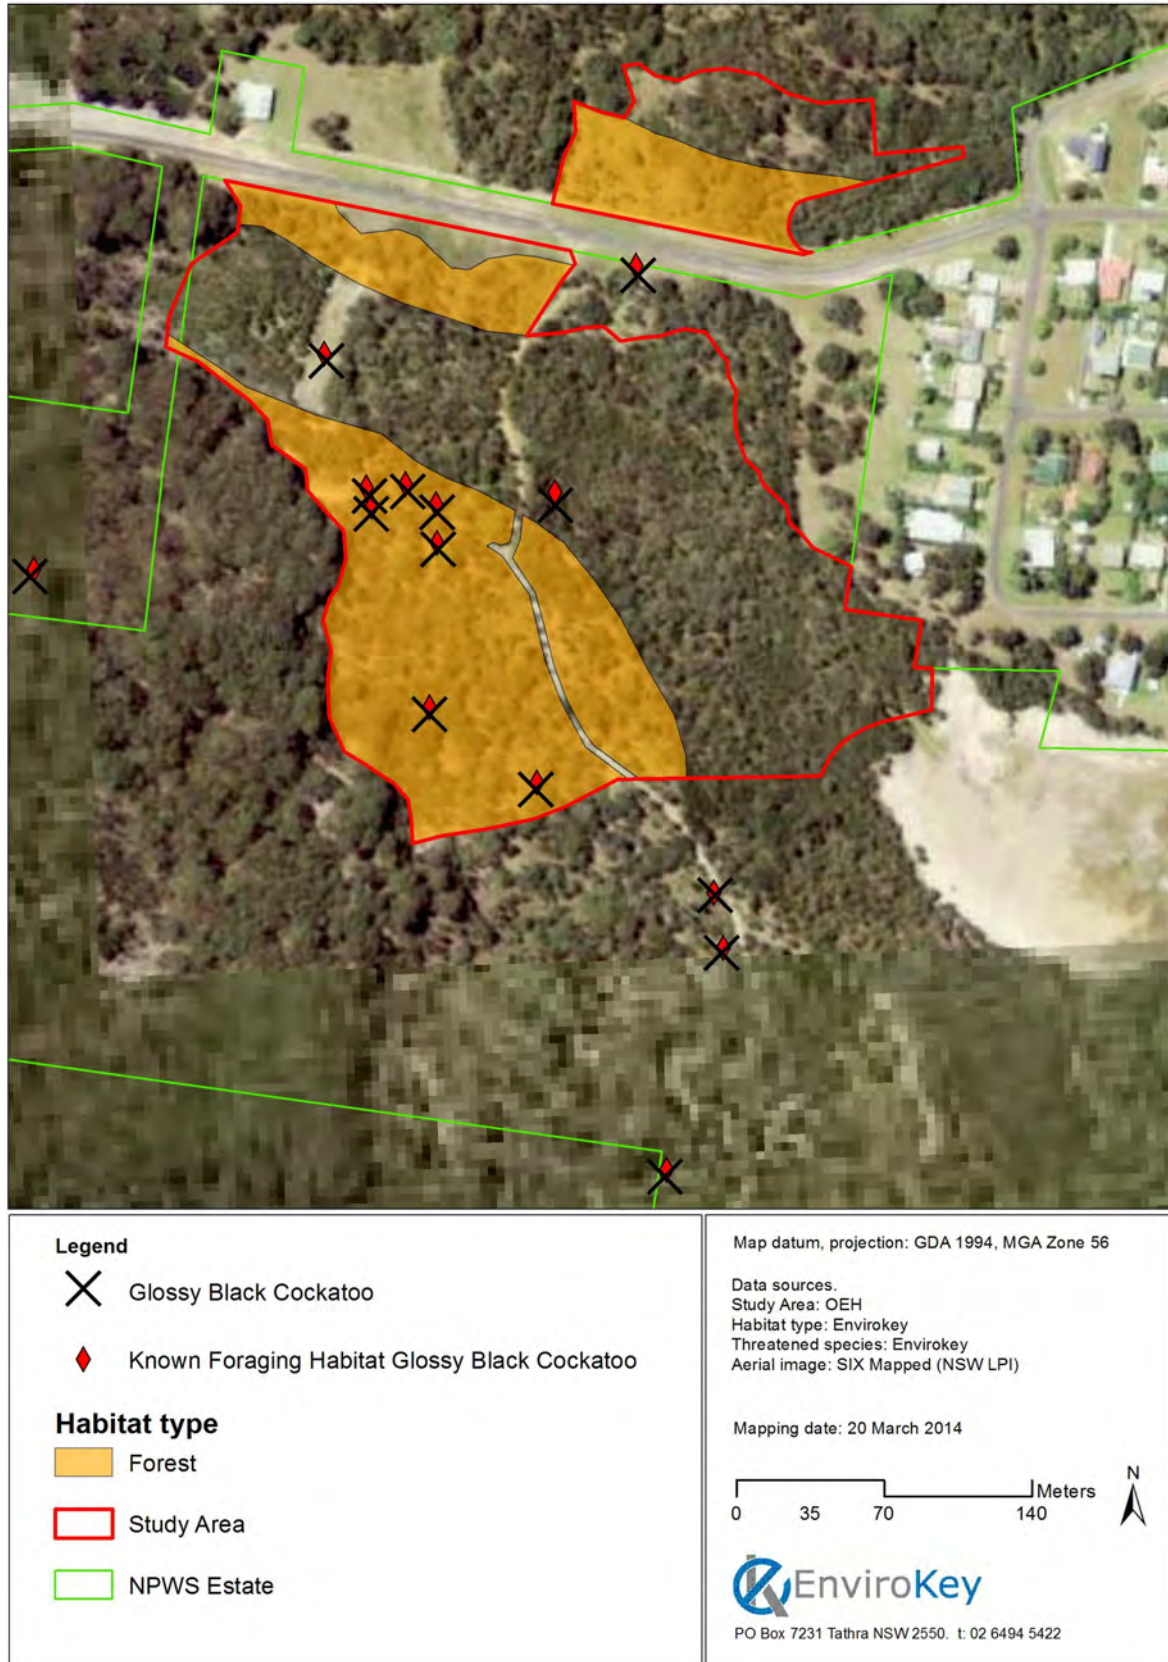 Legend
Glossy Black Cockatoo
Known Foraging Habitat Glossy Black Cockatoo
Habitat type
Forest
Study Area
NPWS Estate
Map datum, projection: GDA 1994, MGA Zone 56
Data sources.
Study Area: OEH
Habitat type: Envirokey
Threatened species: Envirokey
Aerial image: SIX Mapped (NSW LPI)
Mapping date: 20 March 2014
N
Meters
0 35 70 140
EnviroKey
PO Box 7231 Tathra NSW 2550. t: 02 6494 5422